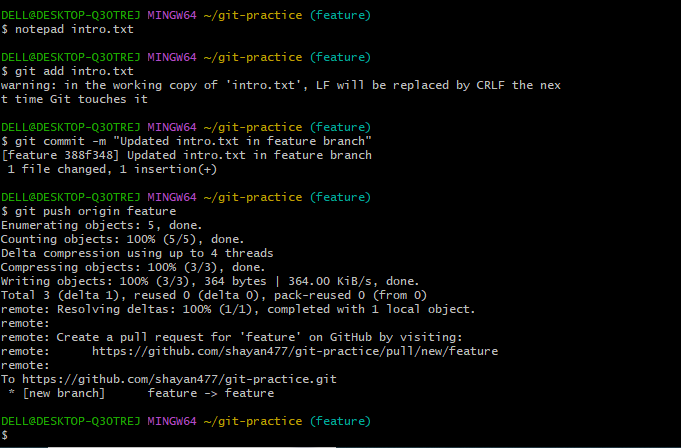 DELL@DESKTOP-Q3OTREJ MINGW64 ~/git-practice (feature)
$ notepad intro.txt

DELL@DESKTOP-Q3OTREJ MINGW64 ~/git-practice (feature)
$ git add intro.txt
warning: in the working copy of 'intro.txt', LF will be replaced by CRLF the nex
t time Git touches it

DELL@DESKTOP-Q3OTREJ MINGW64 ~/git-practice (feature)
$ git commit -m "Updated intro.txt in feature branch"
[feature 388f348] Updated intro.txt in feature branch
 1 file changed, 1 insertion(+)

DELL@DESKTOP-Q3OTREJ MINGW64 ~/git-practice (feature)
$ git push origin feature
Enumerating objects: 5, done.
Counting objects: 100% (5/5), done.
Delta compression using up to 4 threads
Compressing objects: 100% (3/3), done.
Writing objects: 100% (3/3), 364 bytes | 364.00 KiB/s, done.
Total 3 (delta 1), reused 0 (delta 0), pack-reused 0 (from 0)
remote: Resolving deltas: 100% (1/1), completed with 1 local object.
remote:
remote: Create a pull request for 'feature' on GitHub by visiting:
remote:      https://github.com/shayan477/git-practice/pull/new/feature
remote:
To https://github.com/shayan477/git-practice.git
 * [new branch]      feature -> feature

DELL@DESKTOP-Q3OTREJ MINGW64 ~/git-practice (feature)
$